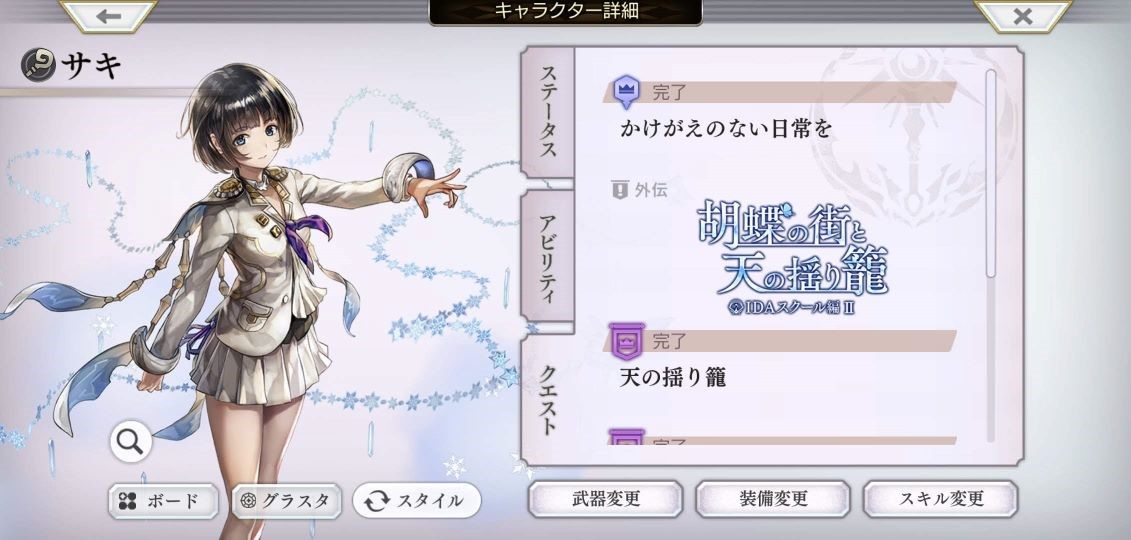 キャラクター詳細
サキ
ステータス
アビリティ
クエスト
完了
かけがえのない日常を
外伝
胡蝶の街と
天の揺り籠
IDAスクール編 II
完了
天の揺り籠
完了
ボード
グラスタ
スタイル
武器変更
装備変更
スキル変更